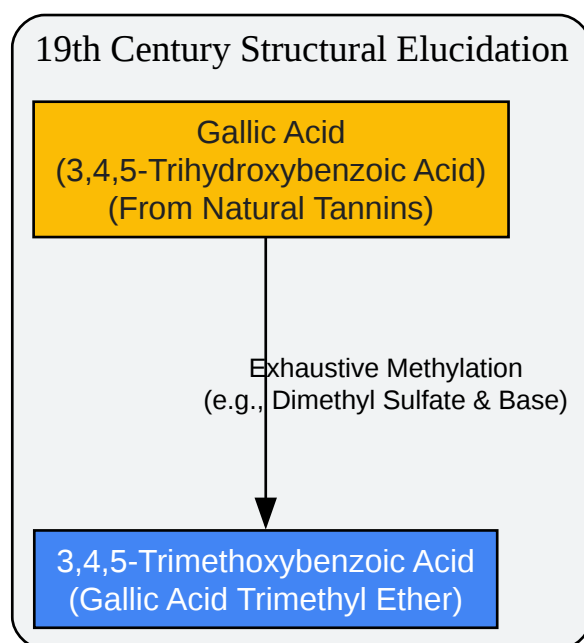 19th Century Structural Elucidation
Gallic Acid
(3,4,5-Trihydroxybenzoic Acid)
(From Natural Tannins)
Exhaustive Methylation
(e.g., Dimethyl Sulfate & Base)
3,4,5-Trimethoxybenzoic Acid
(Gallic Acid Trimethyl Ether)